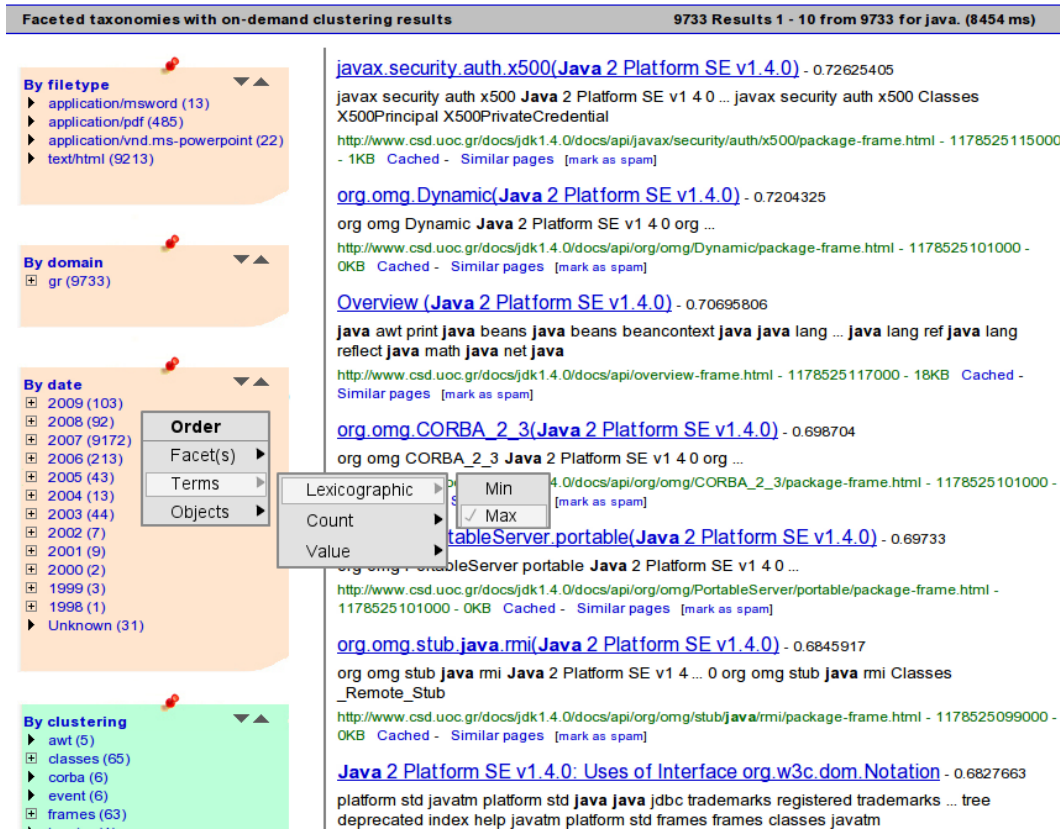 Faceted taxonomies with on-demand clustering results
9733 Results 1 - 10 from 9733 for java. (8454 ms)
By filetype
application/msword (13)
application/pdf (485)
application/vnd.ms-powerpoint (22)
text/html (9213)
By domain
gr (9733)
By date
2009 (103)
2008 (92)
2007 (9172)
2006 (213)
2005 (43)
2004 (13)
2003 (44)
2002 (7)
2001 (9)
2000 (2)
1999 (3)
1998 (1)
Unknown (31)
By clustering
awt (5)
classes (65)
corba (6)
event (6)
frames (63)
Order
Facet(s)
Terms
Objects
Lexicographic
Count
Value
Min
✓ Max
javax.security.auth.x500(Java 2 Platform SE v1.4.0) - 0.72625405
javax security auth x500 Java 2 Platform SE v1 4 0 ... javax security auth x500 Classes
X500Principal X500PrivateCredential
http://www.csd.uoc.gr/docs/jdk1.4.0/docs/api/javax/security/auth/x500/package-frame.html - 1178525115000
- 1KB Cached - Similar pages [mark as spam]
org.omg.Dynamic(Java 2 Platform SE v1.4.0) - 0.7204325
org omg Dynamic Java 2 Platform SE v1 4 0 org ...
http://www.csd.uoc.gr/docs/jdk1.4.0/docs/api/org/omg/Dynamic/package-frame.html - 1178525101000 -
0KB Cached - Similar pages [mark as spam]
Overview (Java 2 Platform SE v1.4.0) - 0.70695806
java awt print java beans java beans beancontext java java lang ... java lang ref java lang
reflect java math java net java
http://www.csd.uoc.gr/docs/jdk1.4.0/docs/api/overview-frame.html - 1178525117000 - 18KB Cached -
Similar pages [mark as spam]
org.omg.CORBA_2_3(Java 2 Platform SE v1.4.0) - 0.698704
org omg CORBA_2_3 Java 2 Platform SE v1 4 0 org ...
4.0/docs/api/org/omg/CORBA_2_3/package-frame.html - 1178525101000 -
[mark as spam]
tableServer.portable(Java 2 Platform SE v1.4.0) - 0.69733
org omg PortableServer portable Java 2 Platform SE v1 4 0 ...
http://www.csd.uoc.gr/docs/jdk1.4.0/docs/api/org/omg/PortableServer/portable/package-frame.html -
1178525101000 - 0KB Cached - Similar pages [mark as spam]
org.omg.stub.java.rmi(Java 2 Platform SE v1.4.0) - 0.6845917
org omg stub java rmi Java 2 Platform SE v1 4 ... 0 org omg stub java rmi Classes
_Remote_Stub
http://www.csd.uoc.gr/docs/jdk1.4.0/docs/api/org/omg/stub/java/rmi/package-frame.html - 1178525099000 -
0KB Cached - Similar pages [mark as spam]
Java 2 Platform SE v1.4.0: Uses of Interface org.w3c.dom.Notation - 0.6827663
platform std javatm platform std java java jdbc trademarks registered trademarks ... tree
deprecated index help javatm platform std frames frames classes javatm